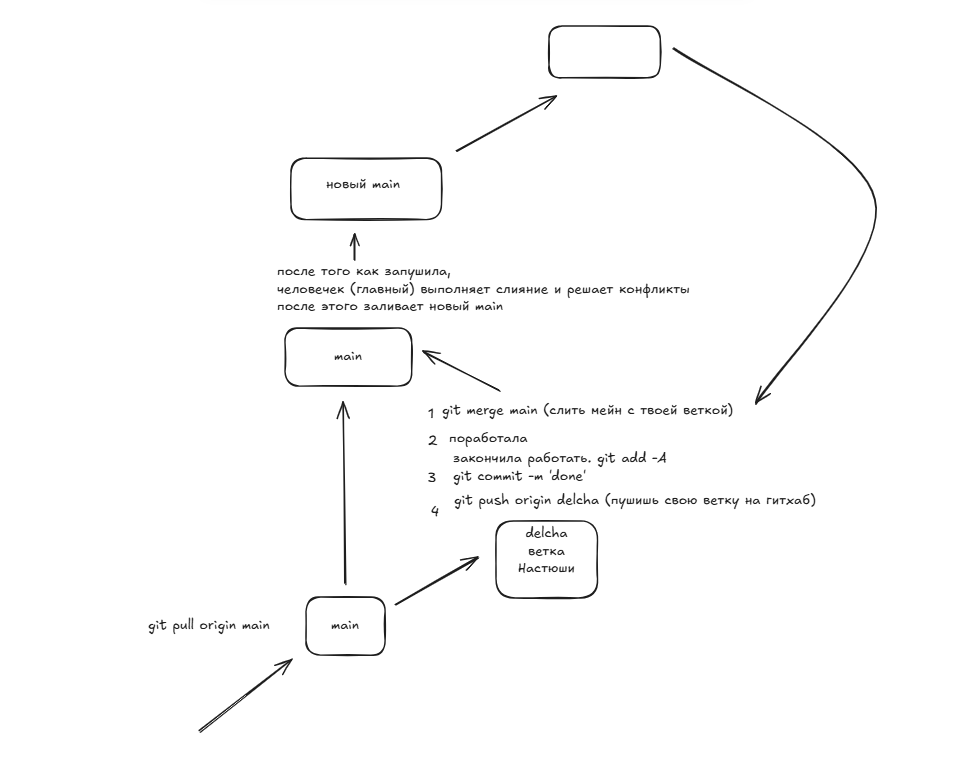 новый main
после того как запушила,
человечек (главный) выполняет слияние и решает конфликты
после этого заливает новый main
main
1 git merge main (слить мейн с твоей веткой)
2 поработала
закончила работать. git add -A
3 git commit -m 'done'
4 git push origin delcha (пушишь свою ветку на гитхаб)
delcha
ветка
Настюши
git pull origin main
main